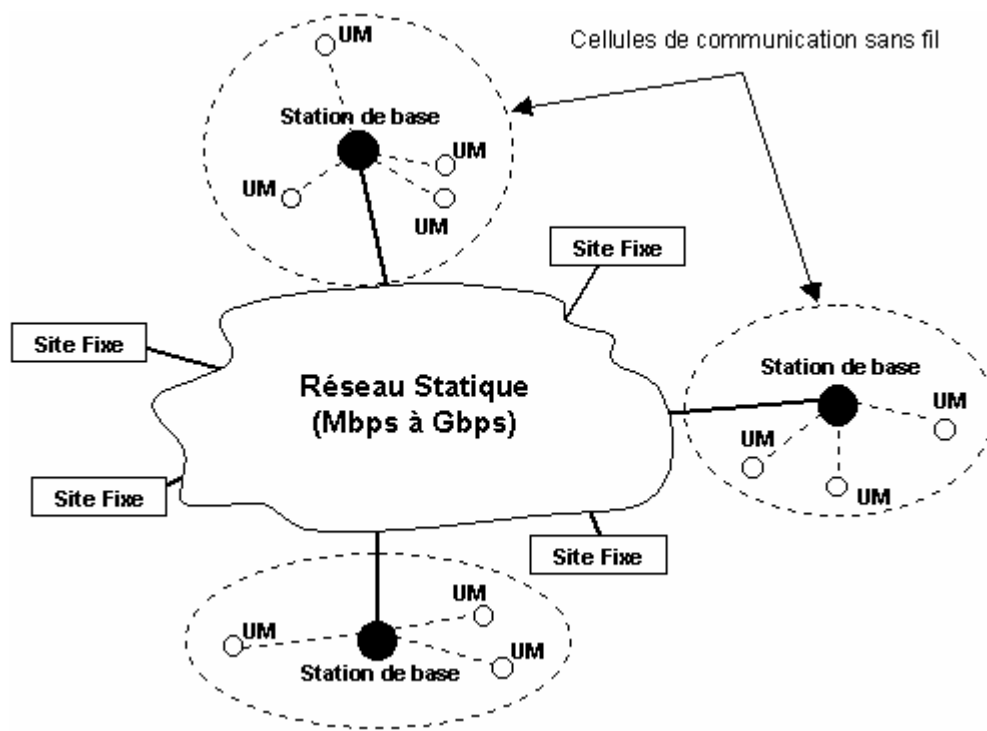 UM
Cellules de communication sans fil
Station de base
UM
UM
UM
Site Fixe
Site Fixe
Réseau Statique
(Mbps à Gbps)
Station de base
UM
UM
UM
Site Fixe
Site Fixe
UM
UM
UM
Station de base